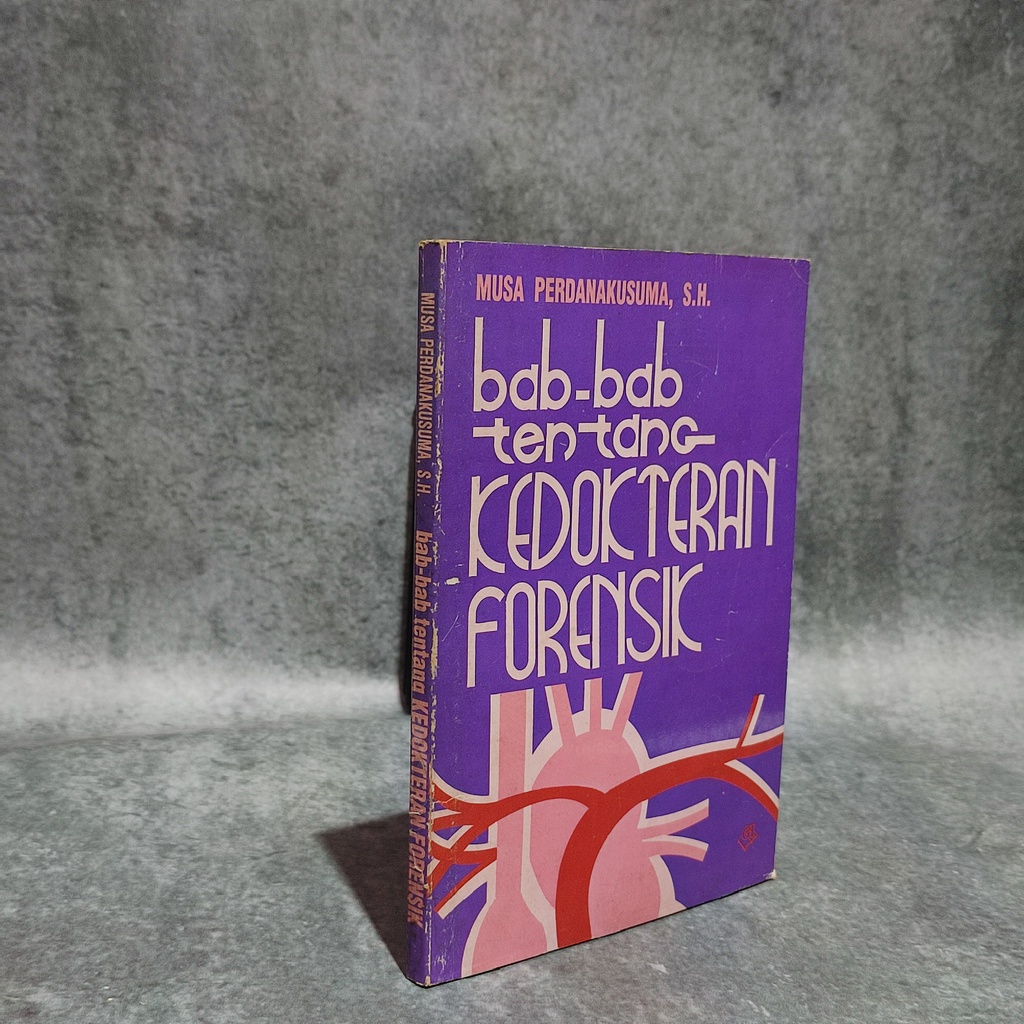 MUSA PERDANAKUSUMA, S.H.
bab-bab
tentang
KEDOKTERAN
FORENSIK
MUSA PERDANAKUSUMA, S.H. bab-bab tentang KEDOKTERAN FORENSIK